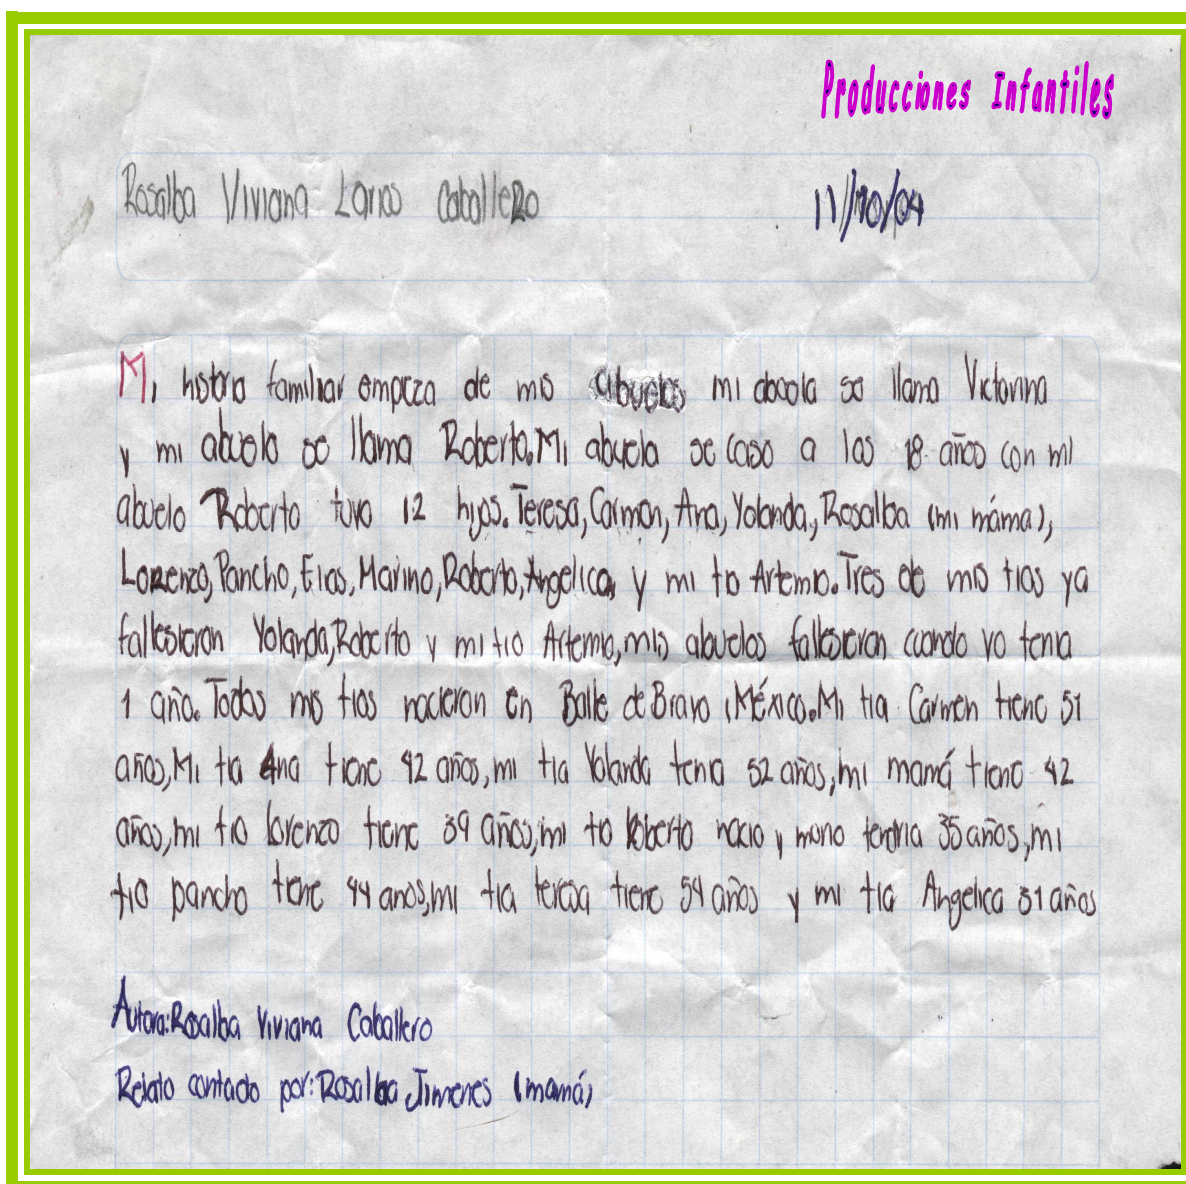 Producciones Infantiles
Rosalba Viviana Larios Caballero
11/10/04
Mi histora familiar empeza de mis abuelos mi abuela se llama Victorina
y mi abuelo se llama Roberto. Mi abuela se caso a los 18 años con mi
abuelo Roberto tuvo 12 hijos. Teresa, Carmen, Ana, Yolanda, Rosalba (mi máma),
Lorenzo, Pancho, Elias, Marino, Roberto, Angelica, y mi tio Artemio. Tres de mis tios ya
fallesieron Yolanda, Roberto y mi tio Artemio, mis abuelos fallesieron cuando yo tenia
1 año. Todos mis tios nacieron en Balle de Bravo (México. Mi tia Carmen tiene 51
años, Mi tia Ana tiene 42 años, mi tia Yolanda tenia 52 años, mi mamá tiene 42
años, mi tio lorenzo tiene 39 años, mi tio Roberto nacio y murio tendria 35 años, mi
tio pancho tiene 44 anos, mi tia teresa tiene 54 años y mi tia Angelica 31 años
Autora: Rosalba Viviana Caballero
Relato contado por: Rosalba Jimenes (mamá)